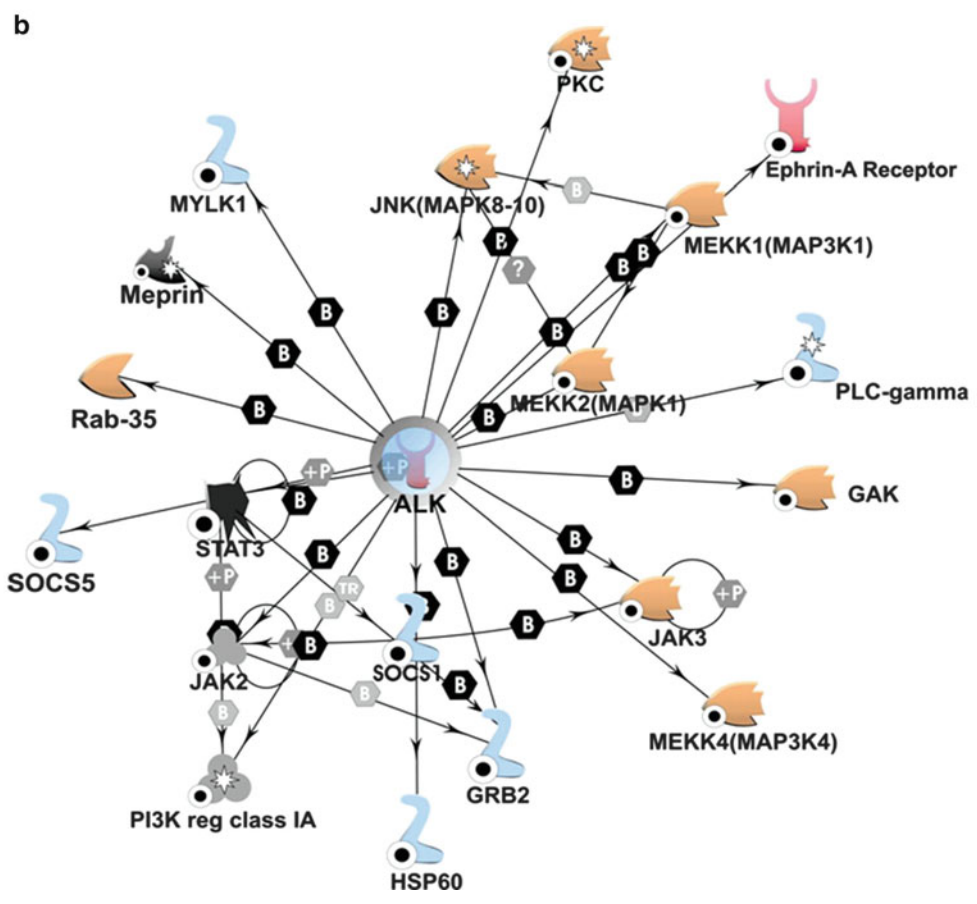 b
PKC
Ephrin-A Receptor
MYLK1
JNK(MAPK8-10)
B
MEKK1(MAP3K1)
B
?
B
B
Meprin
B
B
B
B
PLC-gamma
MEKK2(MAPK1)
Rab-35
B
B
+P
+P
B
GAK
ALK
B
STAT3
SOCS5
B
B
B
B
+P
TR
B
B
+P
B
JAK3
+
B
SOCS1
JAK2
B
B
B
MEKK4(MAP3K4)
GRB2
PI3K reg class IA
HSP60